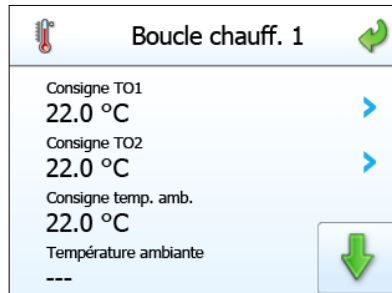 Boucle chauff. 1
Consigne TO1
22.0 °C
Consigne TO2
22.0 °C
Consigne temp. amb.
22.0 °C
Température ambiante
---